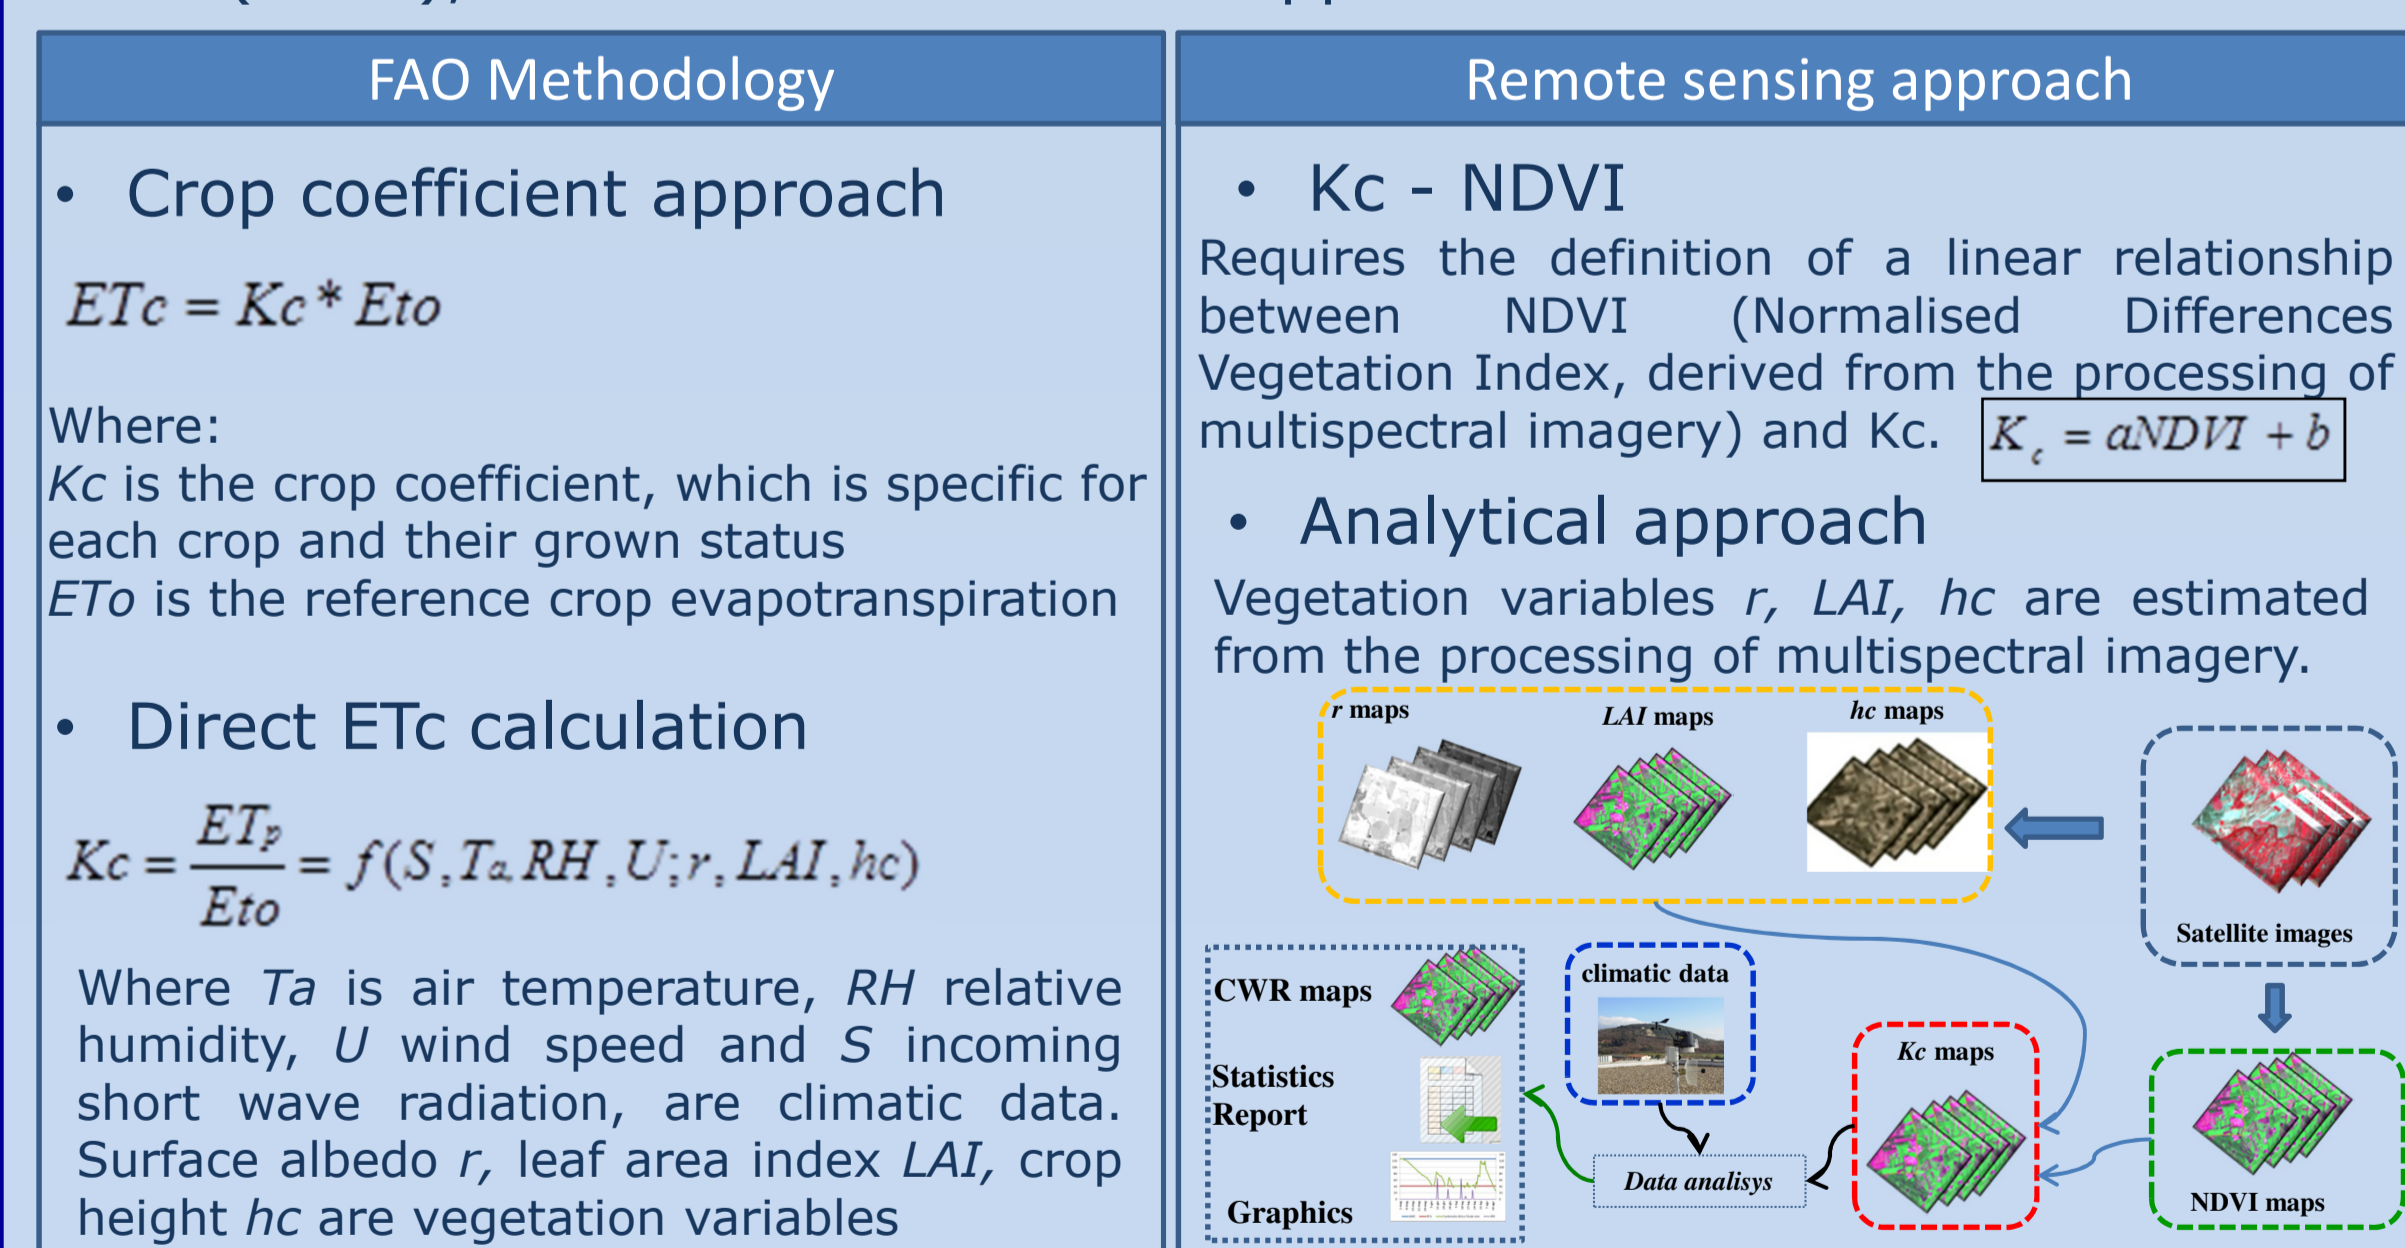 FAO Methodology
• Crop coefficient approach
ETc = Kc * Eto
Where:
Kc is the crop coefficient, which is specific for
each crop and their grown status
ETo is the reference crop evapotranspiration
• Direct ETc calculation
Kc = ETp / Eto = f(S, Ta, RH, U; r, LAI, hc)
Where Ta is air temperature, RH relative
humidity, U wind speed and S incoming
short wave radiation, are climatic data.
Surface albedo r, leaf area index LAI, crop
height hc are vegetation variables
Remote sensing approach
• Kc - NDVI
Requires the definition of a linear relationship
between NDVI (Normalised Differences
Vegetation Index, derived from the processing of
multispectral imagery) and Kc. Kc = aNDVI + b
• Analytical approach
Vegetation variables r, LAI, hc are estimated
from the processing of multispectral imagery.
r maps
LAI maps
hc maps
Satellite images
CWR maps
Statistics
Report
Graphics
climatic data
Data analisys
Kc maps
NDVI maps